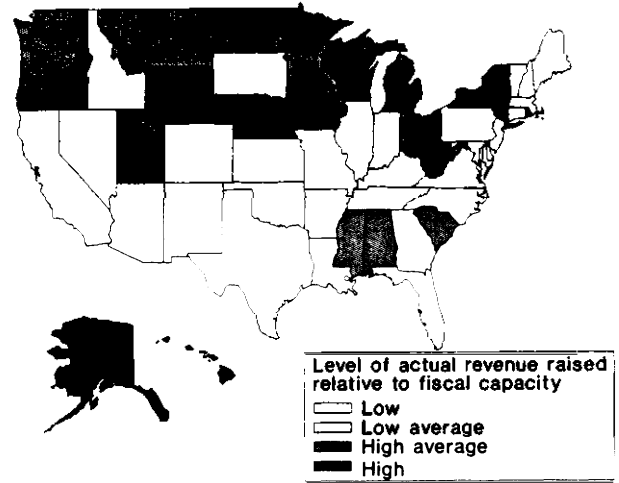 Level of actual revenue raised
relative to fiscal capacity
Low
Low average
High average
High